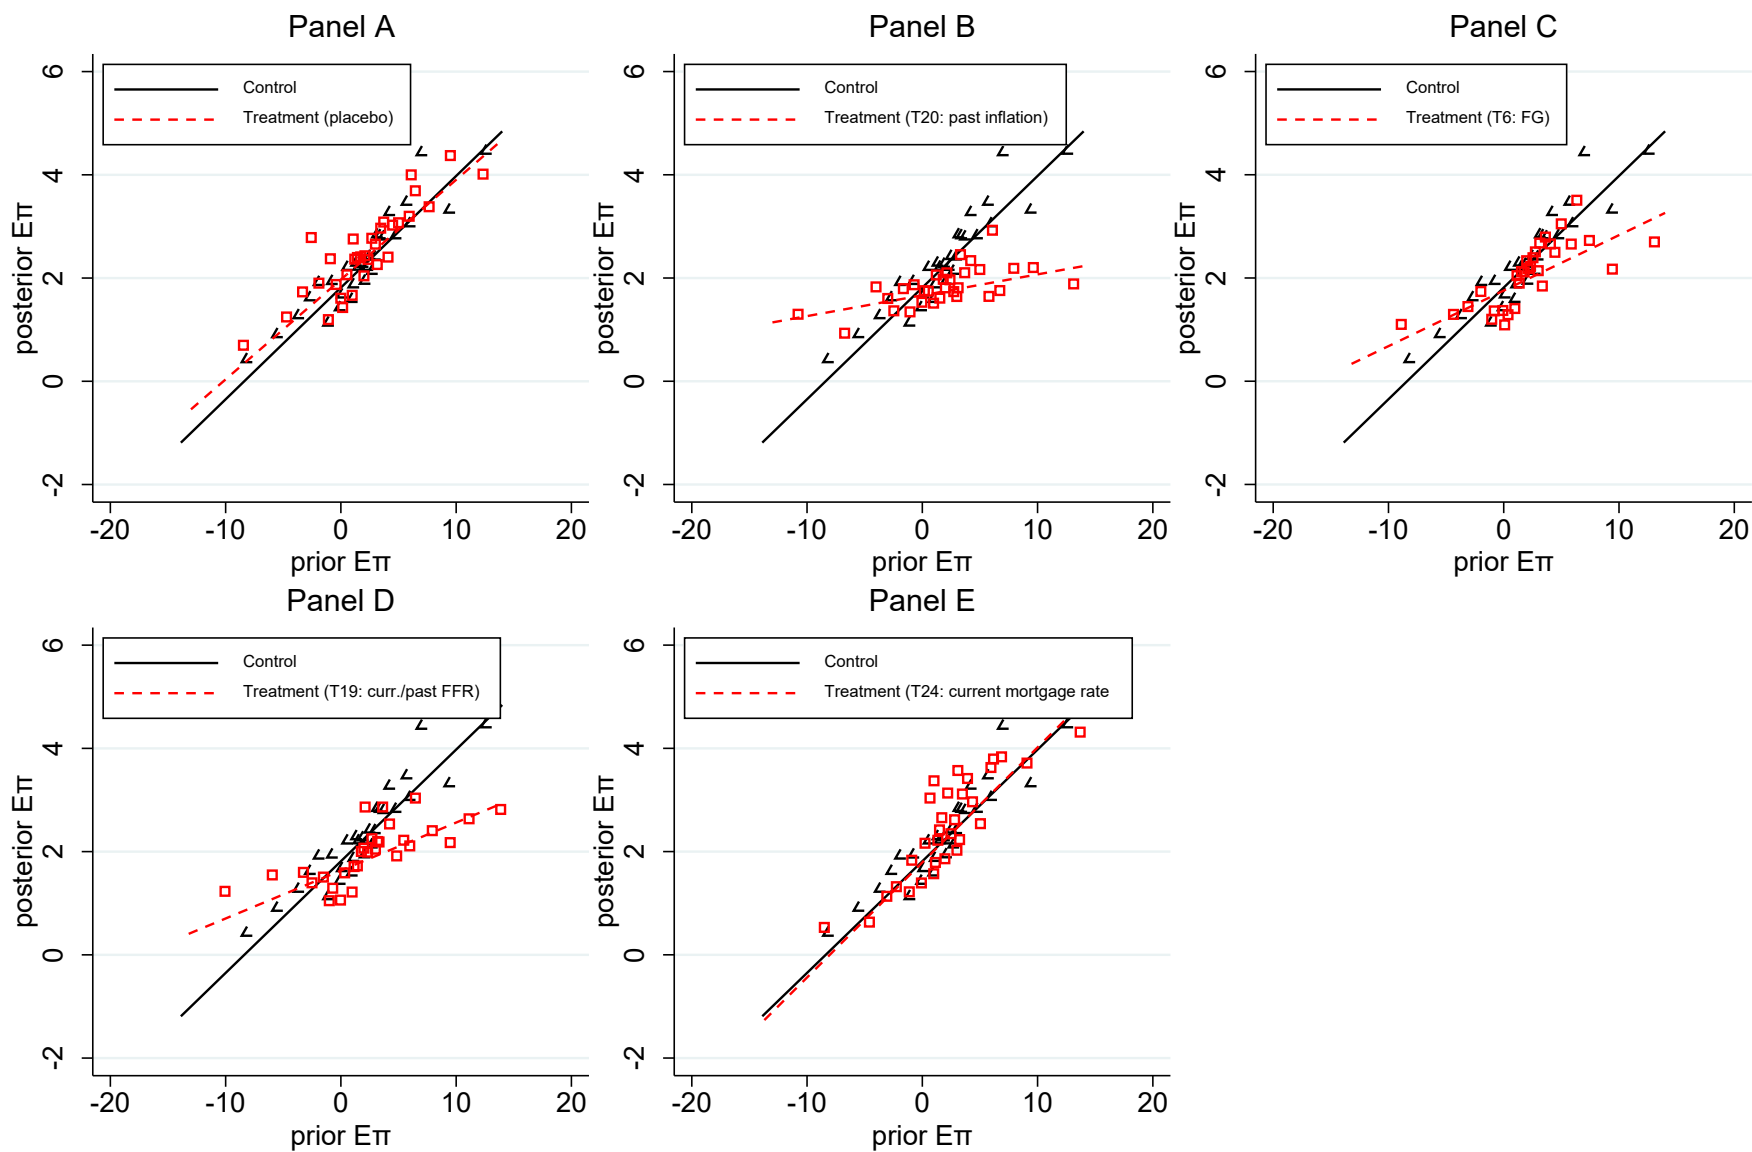 Panel A
6
4
2
0
-2
posterior Eπ
Control
Treatment (placebo)
-20 -10 0 10 20
prior Eπ
Panel B
6
4
2
0
-2
posterior Eπ
Control
Treatment (T20: past inflation)
-20 -10 0 10 20
prior Eπ
Panel C
6
4
2
0
-2
posterior Eπ
Control
Treatment (T6: FG)
-20 -10 0 10 20
prior Eπ
Panel D
6
4
2
0
-2
posterior Eπ
Control
Treatment (T19: curr./past FFR)
-20 -10 0 10 20
prior Eπ
Panel E
6
4
2
0
-2
posterior Eπ
Control
Treatment (T24: current mortgage rate
-20 -10 0 10 20
prior Eπ